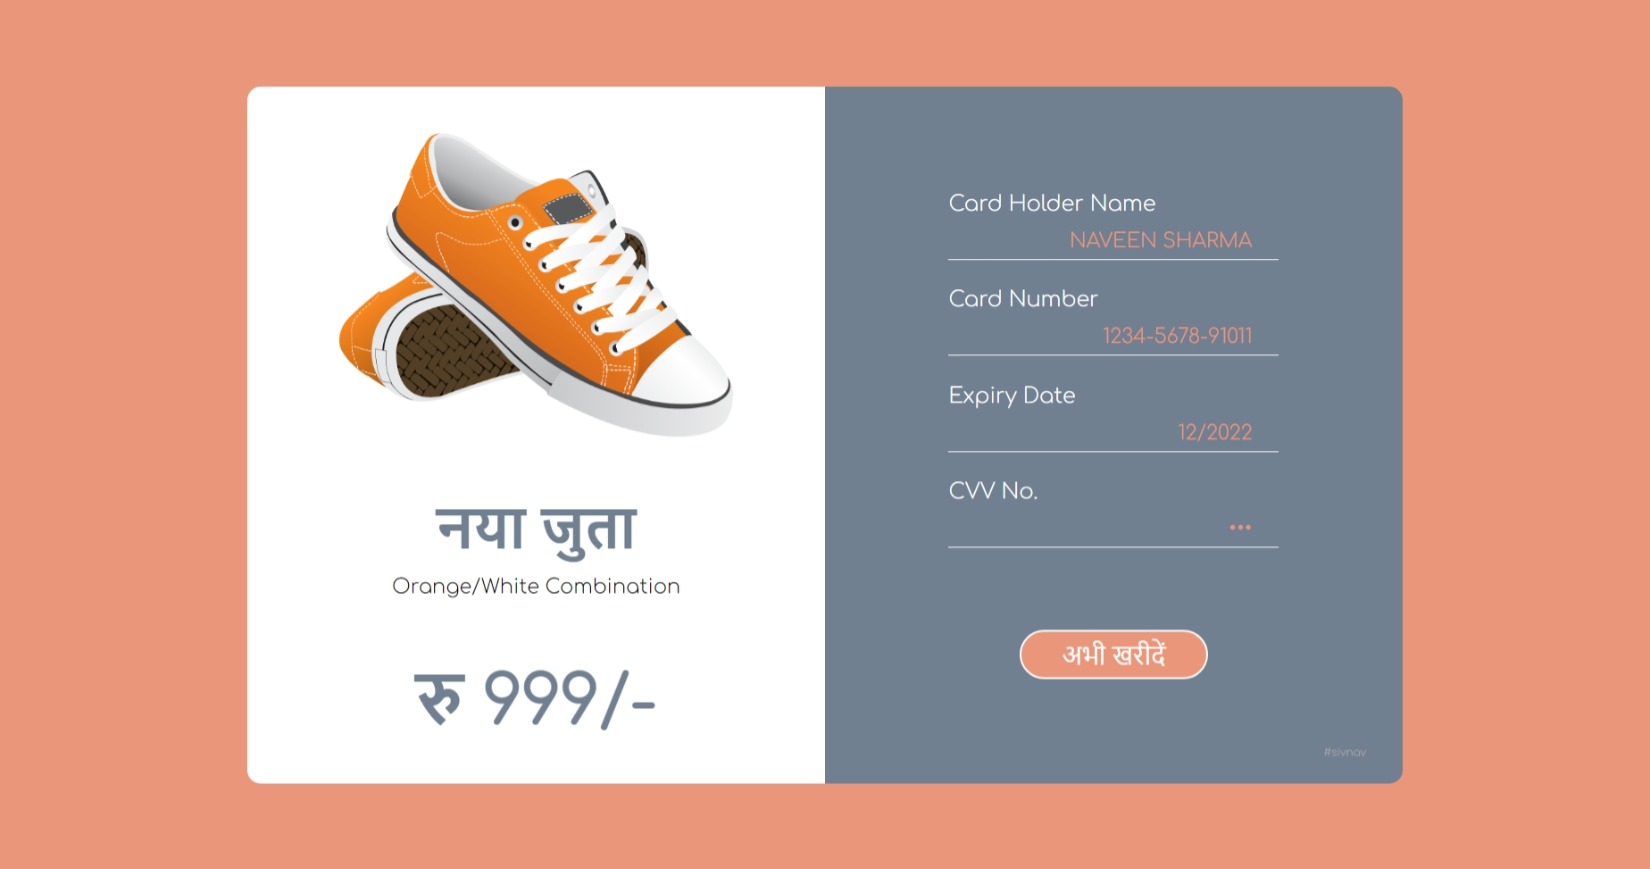 नया जुता
Orange/White Combination
रु 999/-
Card Holder Name
NAVEEN SHARMA
Card Number
1234-5678-91011
Expiry Date
12/2022
CVV No.
•••
अभी खरीदें
#sivnav